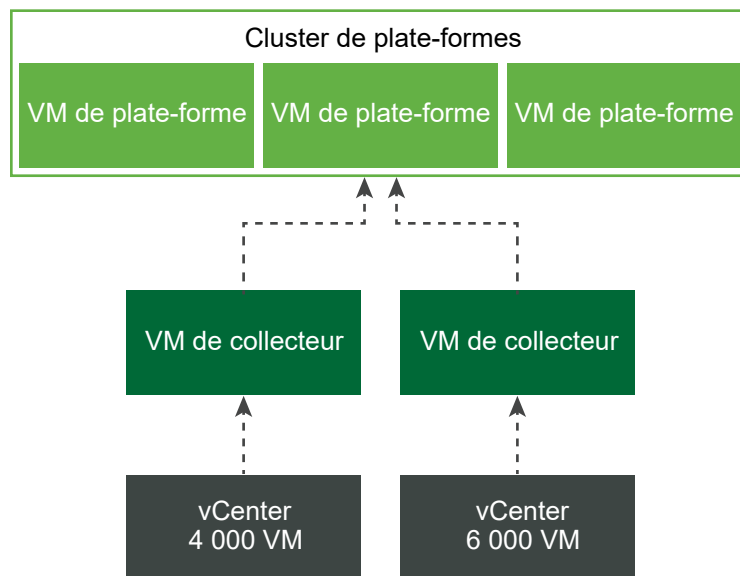 Cluster de plate-formes
VM de plate-forme
VM de plate-forme
VM de plate-forme
VM de collecteur
VM de collecteur
vCenter
4 000 VM
vCenter
6 000 VM